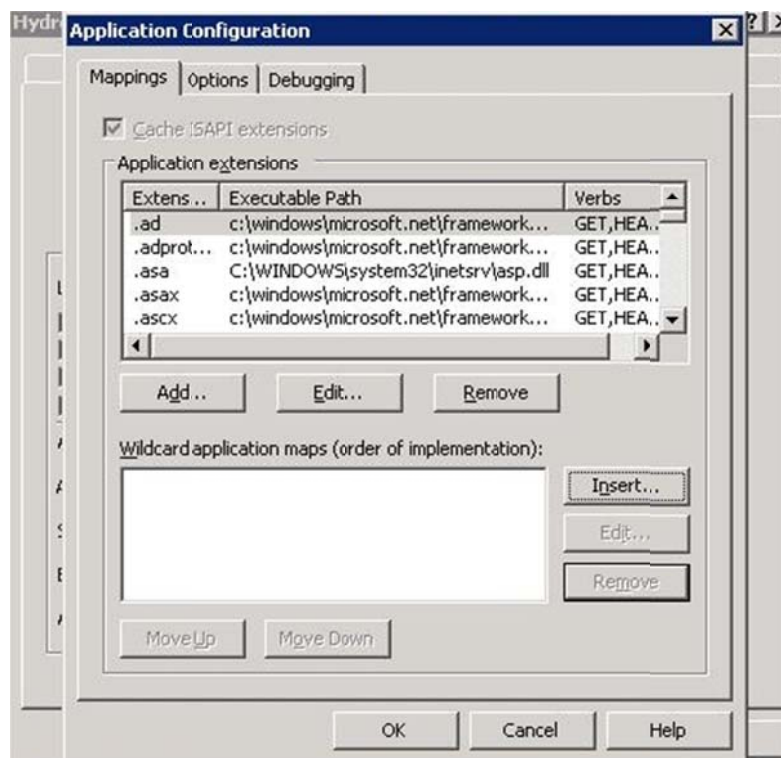 Hydr
Application Configuration
Mappings Options Debugging
Cache ISAPI extensions
Application extensions
Extens... Executable Path Verbs
.ad c:\windows\microsoft.net\framework... GET,HEA..
.adprot... c:\windows\microsoft.net\framework... GET,HEA..
.asa C:\WINDOWS\system32\inetsrv\asp.dll GET,HEA..
.asax c:\windows\microsoft.net\framework... GET,HEA..
.ascx c:\windows\microsoft.net\framework... GET,HEA..
Add... Edit... Remove
Wildcard application maps (order of implementation):
Insert...
Edit...
Remove
Move Up Move Down
OK Cancel Help